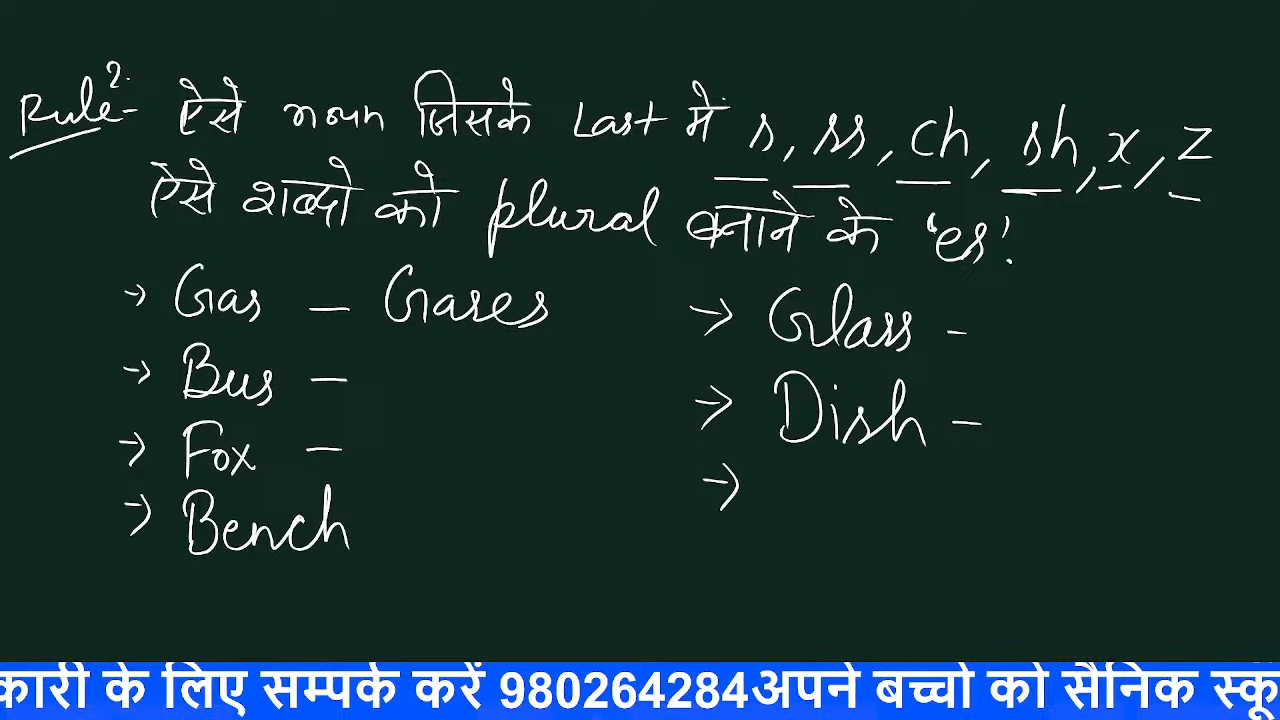 Rule 2- ऐसे noun जिसके Last में s, ss, ch, sh, x, z
ऐसे शब्दो को plural बनाने के 'es'.
→ Gas – Gases
→ Bus –
→ Fox –
→ Bench
→ Glass -
→ Dish –
→
कारी के लिए सम्पर्क करें 980264284अपने बच्चो को सैनिक स्कू